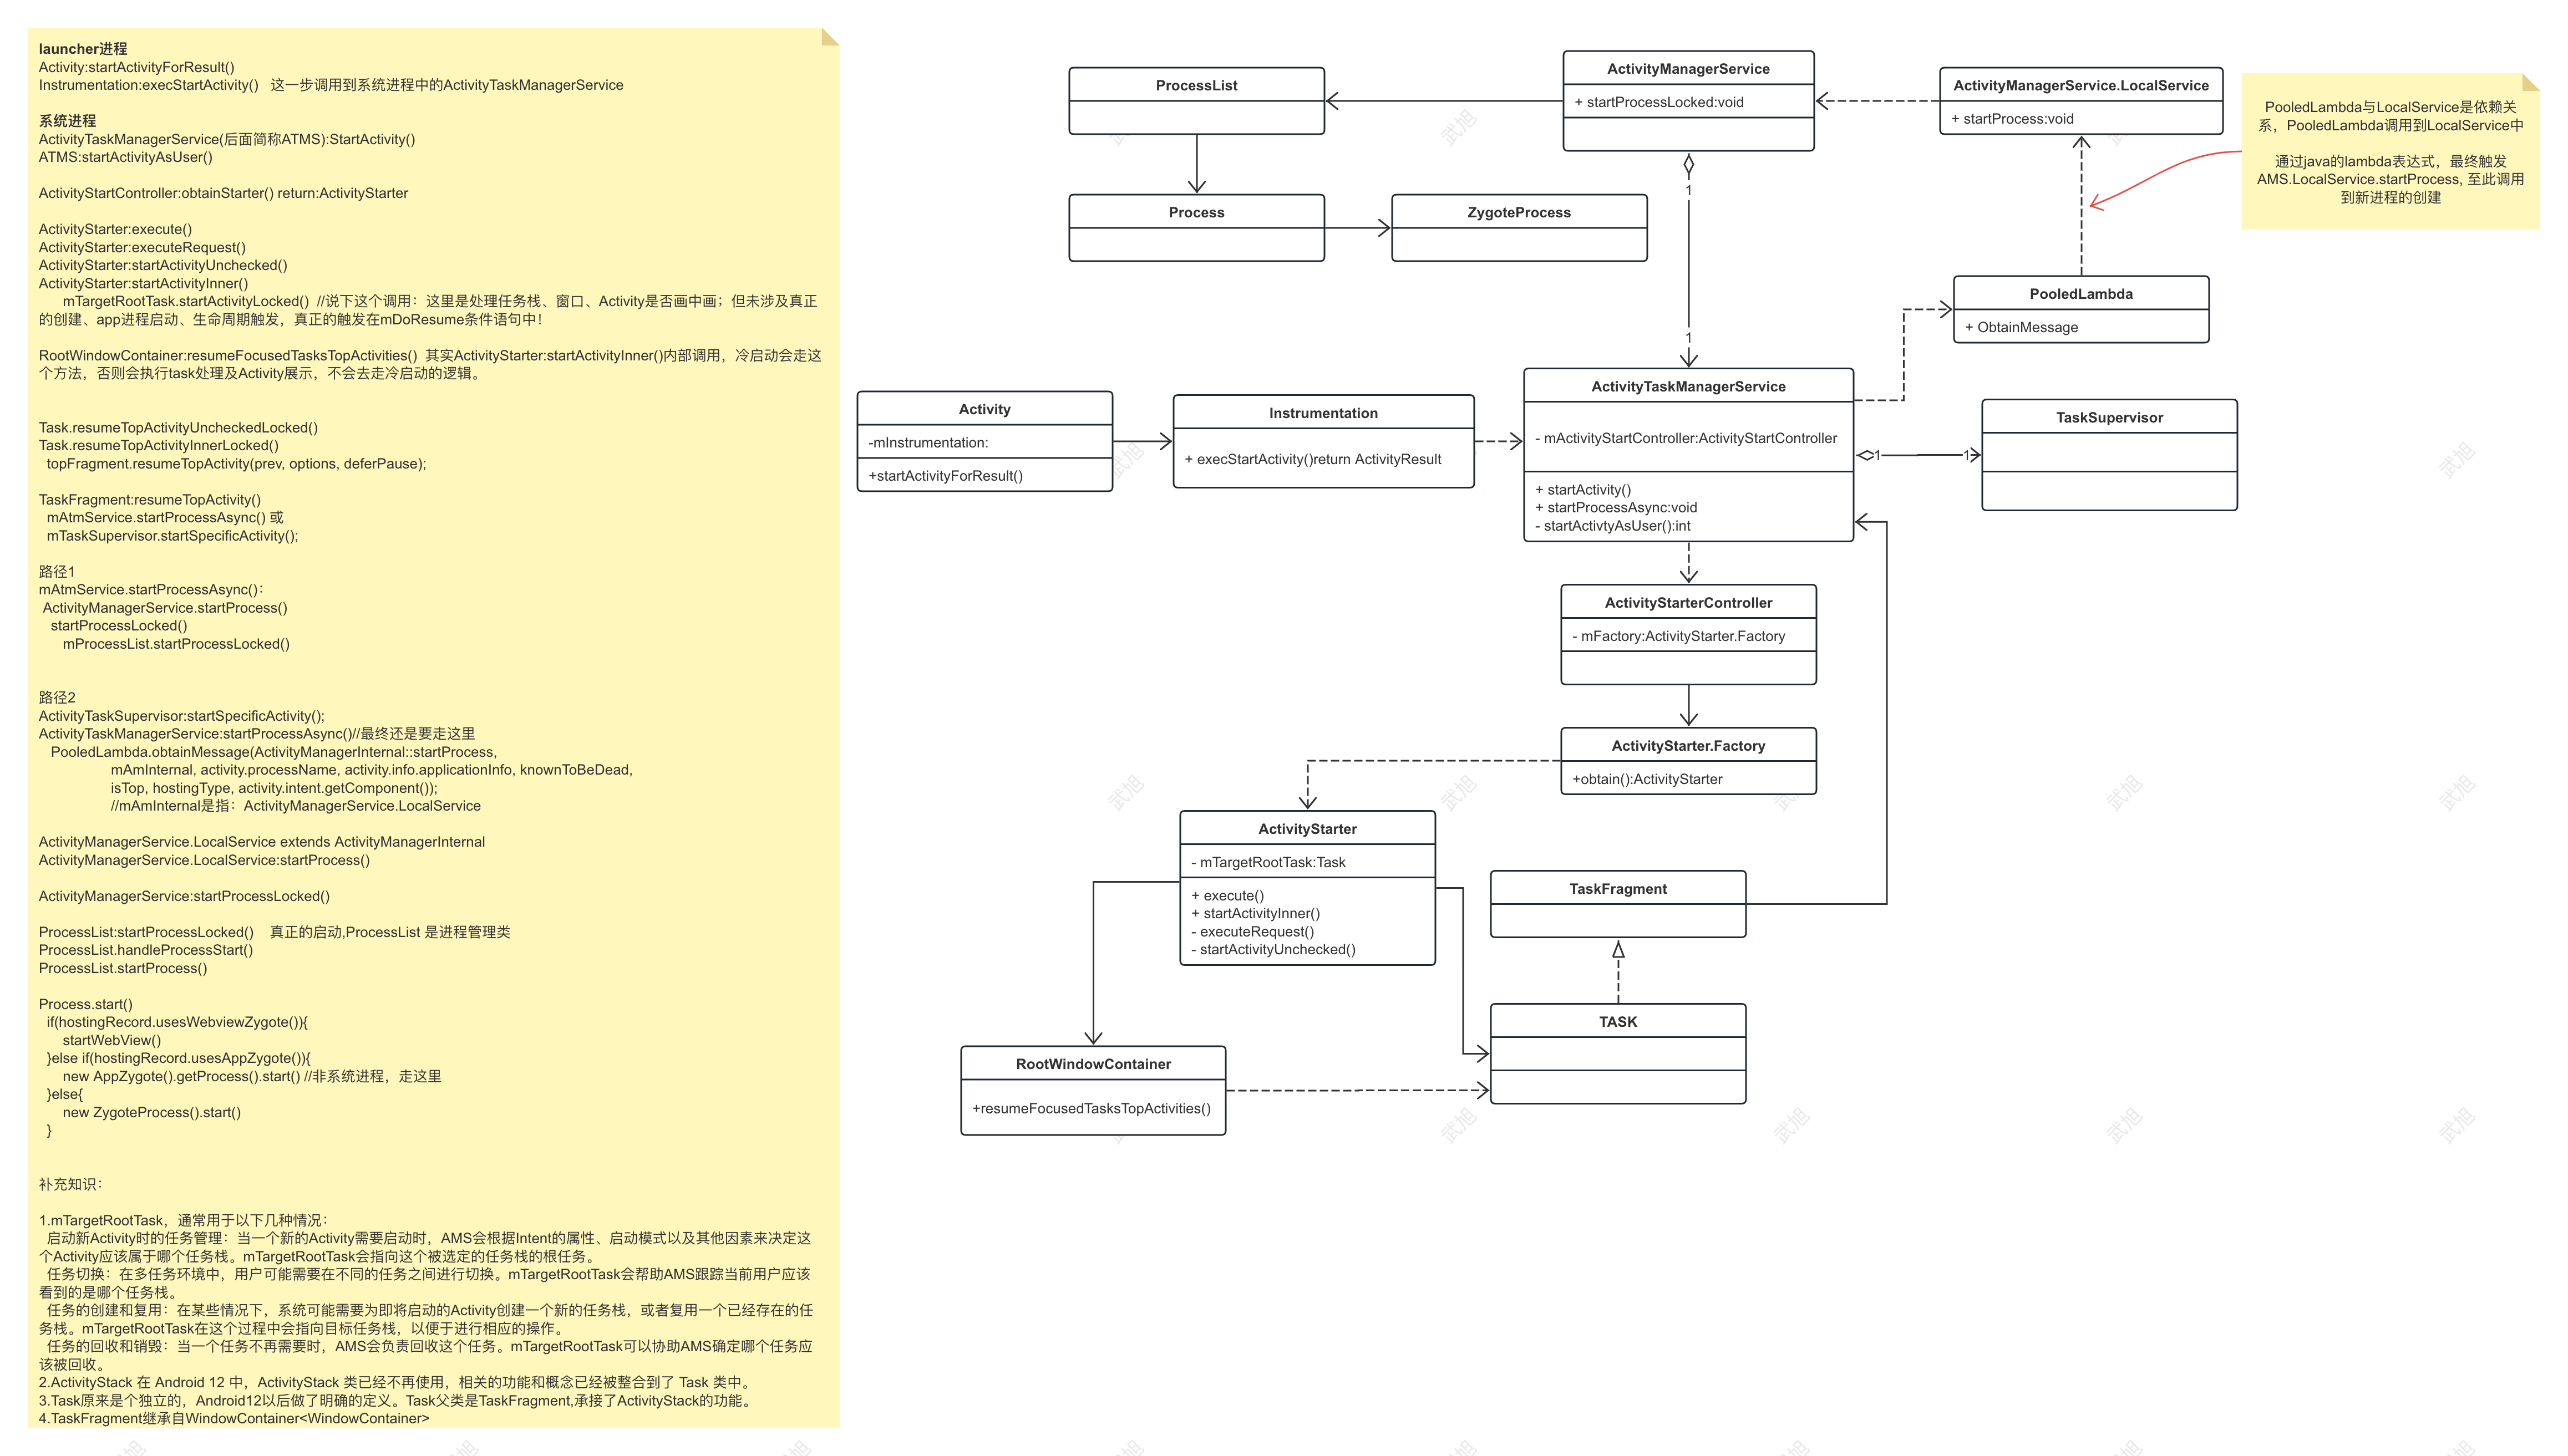 launcher进程
Activity:startActivityForResult()
Instrumentation:execStartActivity()   这一步调用到系统进程中的ActivityTaskManagerService
系统进程
ActivityTaskManagerService(后面简称ATMS):StartActivity()
ATMS:startActivityAsUser()
ActivityStartController:obtainStarter() return:ActivityStarter
ActivityStarter:execute()
ActivityStarter:executeRequest()
ActivityStarter:startActivityUnchecked()
ActivityStarter:startActivityInner()
mTargetRootTask.startActivityLocked()  //说下这个调用：这里是处理任务栈、窗口、Activity是否画中画；但未涉及真正
的创建、app进程启动、生命周期触发，真正的触发在mDoResume条件语句中！
RootWindowContainer:resumeFocusedTasksTopActivities()  其实ActivityStarter:startActivityInner()内部调用，冷启动会走这
个方法，否则会执行task处理及Activity展示，不会去走冷启动的逻辑。
Task.resumeTopActivityUncheckedLocked()
Task.resumeTopActivityInnerLocked()
topFragment.resumeTopActivity(prev, options, deferPause);
TaskFragment:resumeTopActivity()
mAtmService.startProcessAsync() 或
mTaskSupervisor.startSpecificActivity();
路径1
mAtmService.startProcessAsync()：
ActivityManagerService.startProcess()
startProcessLocked()
mProcessList.startProcessLocked()
路径2
ActivityTaskSupervisor:startSpecificActivity();
ActivityTaskManagerService:startProcessAsync()//最终还是要走这里
PooledLambda.obtainMessage(ActivityManagerInternal::startProcess,
mAmInternal, activity.processName, activity.info.applicationInfo, knownToBeDead,
isTop, hostingType, activity.intent.getComponent());
//mAmInternal是指：ActivityManagerService.LocalService
ActivityManagerService.LocalService extends ActivityManagerInternal
ActivityManagerService.LocalService:startProcess()
ActivityManagerService:startProcessLocked()
ProcessList:startProcessLocked()    真正的启动,ProcessList 是进程管理类
ProcessList.handleProcessStart()
ProcessList.startProcess()
Process.start()
if(hostingRecord.usesWebviewZygote()){
startWebView()
}else if(hostingRecord.usesAppZygote()){
new AppZygote().getProcess().start() //非系统进程，走这里
}else{
new ZygoteProcess().start()
}
补充知识：
1.mTargetRootTask，通常用于以下几种情况：
启动新Activity时的任务管理：当一个新的Activity需要启动时，AMS会根据Intent的属性、启动模式以及其他因素来决定这
个Activity应该属于哪个任务栈。mTargetRootTask会指向这个被选定的任务栈的根任务。
任务切换：在多任务环境中，用户可能需要在不同的任务之间进行切换。mTargetRootTask会帮助AMS跟踪当前用户应该
看到的是哪个任务栈。
任务的创建和复用：在某些情况下，系统可能需要为即将启动的Activity创建一个新的任务栈，或者复用一个已经存在的任
务栈。mTargetRootTask在这个过程中会指向目标任务栈，以便于进行相应的操作。
任务的回收和销毁：当一个任务不再需要时，AMS会负责回收这个任务。mTargetRootTask可以协助AMS确定哪个任务应
该被回收。
2.ActivityStack 在 Android 12 中，ActivityStack 类已经不再使用，相关的功能和概念已经被整合到了 Task 类中。
3.Task原来是个独立的，Android12以后做了明确的定义。Task父类是TaskFragment,承接了ActivityStack的功能。
4.TaskFragment继承自WindowContainer<WindowContainer>
ProcessList
ActivityManagerService
+ startProcessLocked:void
ActivityManagerService.LocalService
+ startProcess:void
PooledLambda与LocalService是依赖关
系，PooledLambda调用到LocalService中
通过java的lambda表达式，最终触发
AMS.LocalService.startProcess, 至此调用
到新进程的创建
Process
ZygoteProcess
1
1
PooledLambda
+ ObtainMessage
Activity
-mInstrumentation:
+startActivityForResult()
Instrumentation
+ execStartActivity()return ActivityResult
ActivityTaskManagerService
- mActivityStartController:ActivityStartController
+ startActivity()
+ startProcessAsync:void
- startActivtyAsUser():int
1
1
TaskSupervisor
ActivityStarterController
- mFactory:ActivityStarter.Factory
ActivityStarter.Factory
+obtain():ActivityStarter
ActivityStarter
- mTargetRootTask:Task
+ execute()
+ startActivityInner()
- executeRequest()
- startActivityUnchecked()
TaskFragment
TASK
RootWindowContainer
+resumeFocusedTasksTopActivities()
武旭
武旭
武旭
武旭
武旭
武旭
武旭
武旭
武旭
武旭
武旭